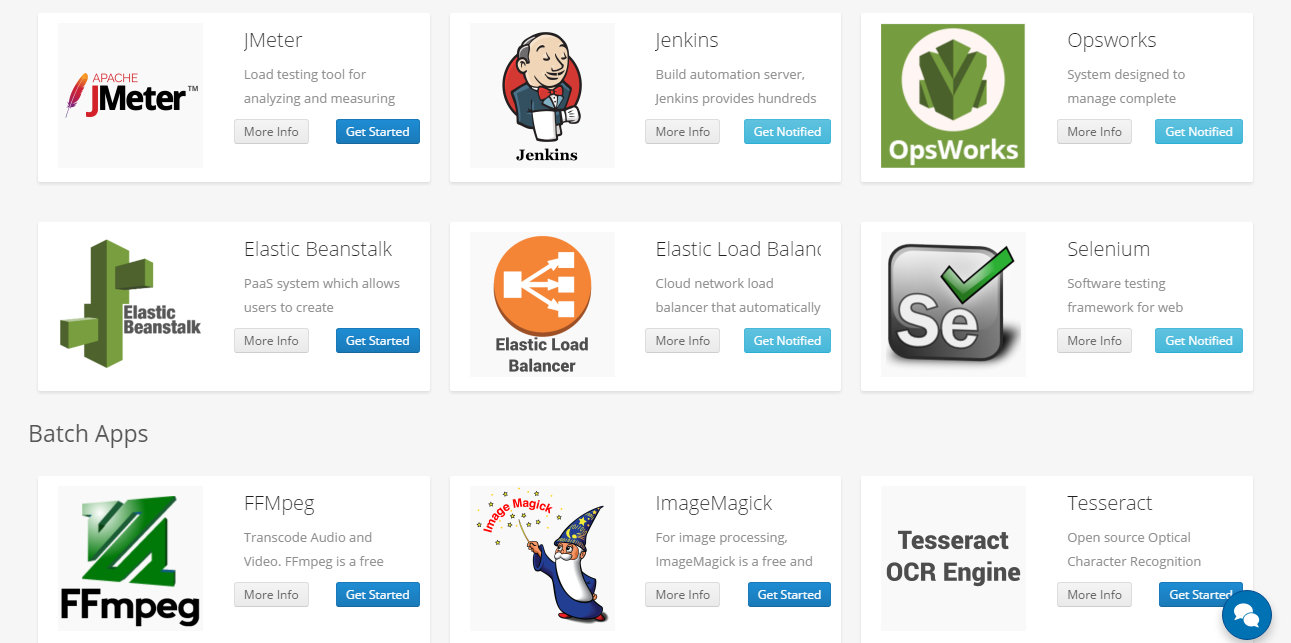 APACHE
JMeter™
JMeter
Load testing tool for
analyzing and measuring
More Info
Get Started
Jenkins
Jenkins
Build automation server,
Jenkins provides hundreds
More Info
Get Notified
OpsWorks
Opsworks
System designed to
manage complete
More Info
Get Notified
Elastic
Beanstalk
Elastic Beanstalk
PaaS system which allows
users to create
More Info
Get Started
Elastic Load
Balancer
Elastic Load Balanc
Cloud network load
balancer that automatically
More Info
Get Notified
Se
Selenium
Software testing
framework for web
More Info
Get Notified
Batch Apps
FFmpeg
FFMpeg
Transcode Audio and
Video. FFmpeg is a free
More Info
Get Started
Image Magick
ImageMagick
For image processing,
ImageMagick is a free and
More Info
Get Started
Tesseract
OCR Engine
Tesseract
Open source Optical
Character Recognition
More Info
Get Started